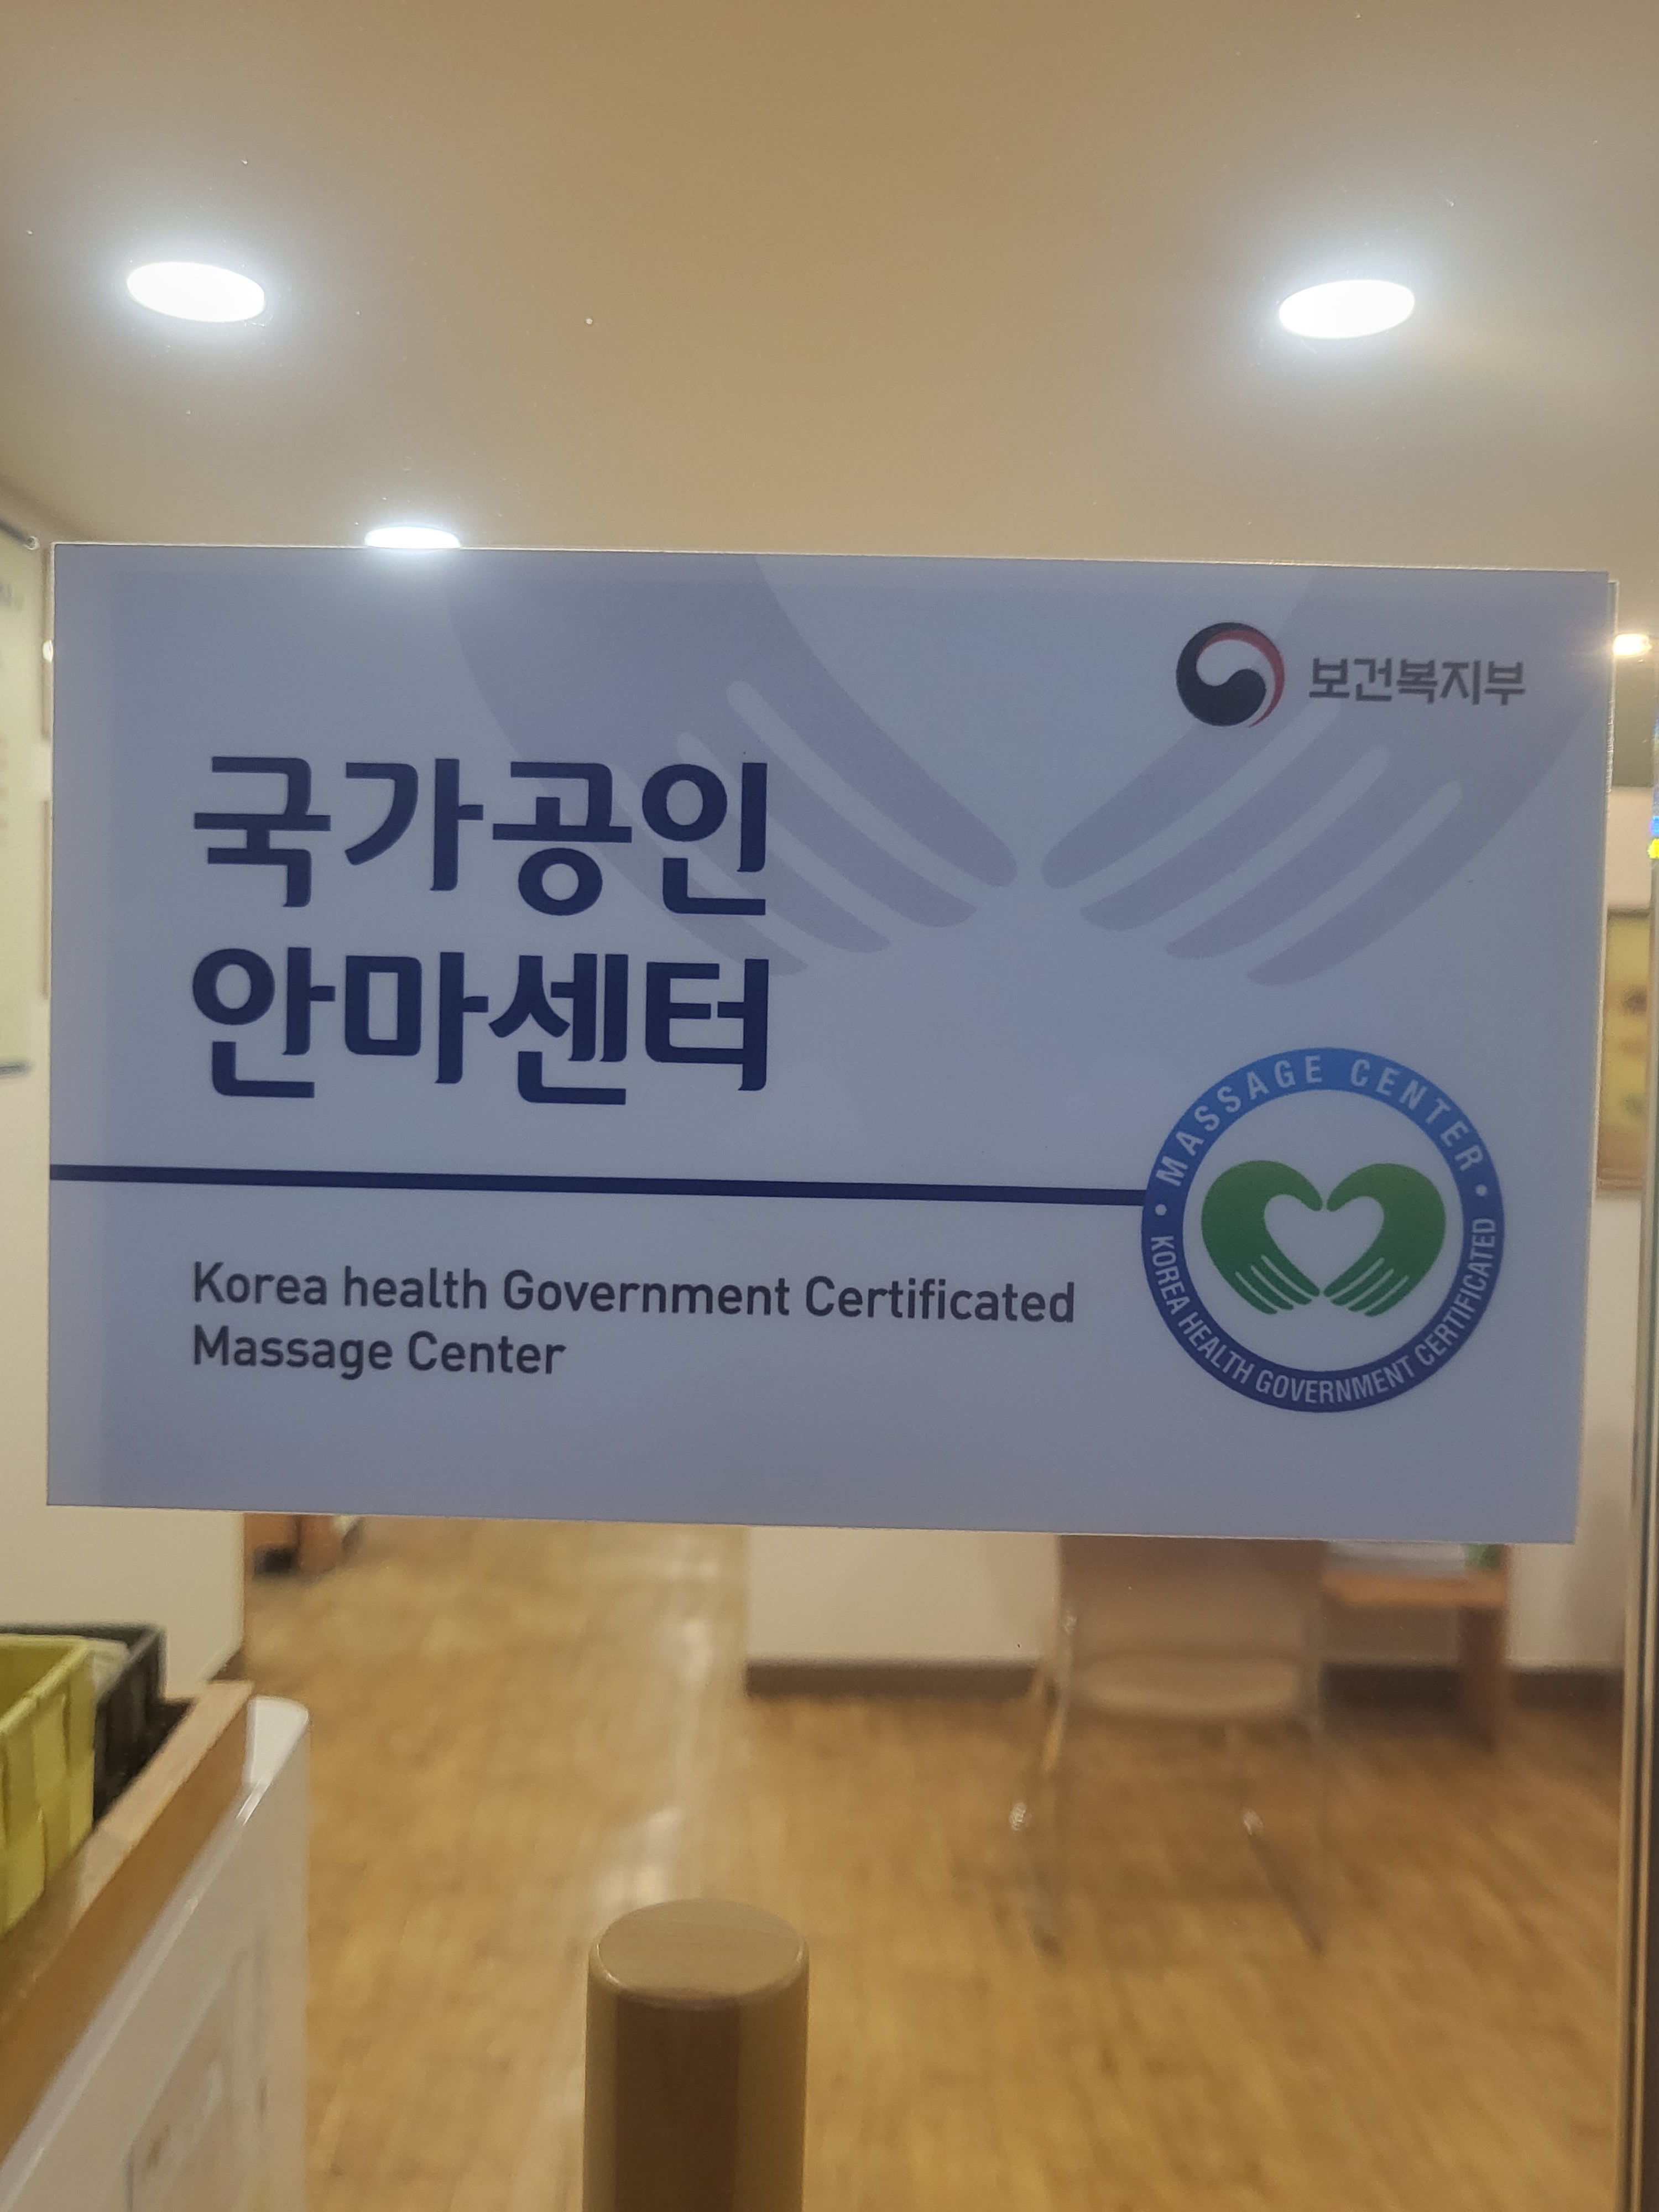 보건복지부
국가공인
안마센터
Korea health Government Certificated
Massage Center
MASSAGE CENTER
KOREA HEALTH GOVERNMENT CERTIFICATED